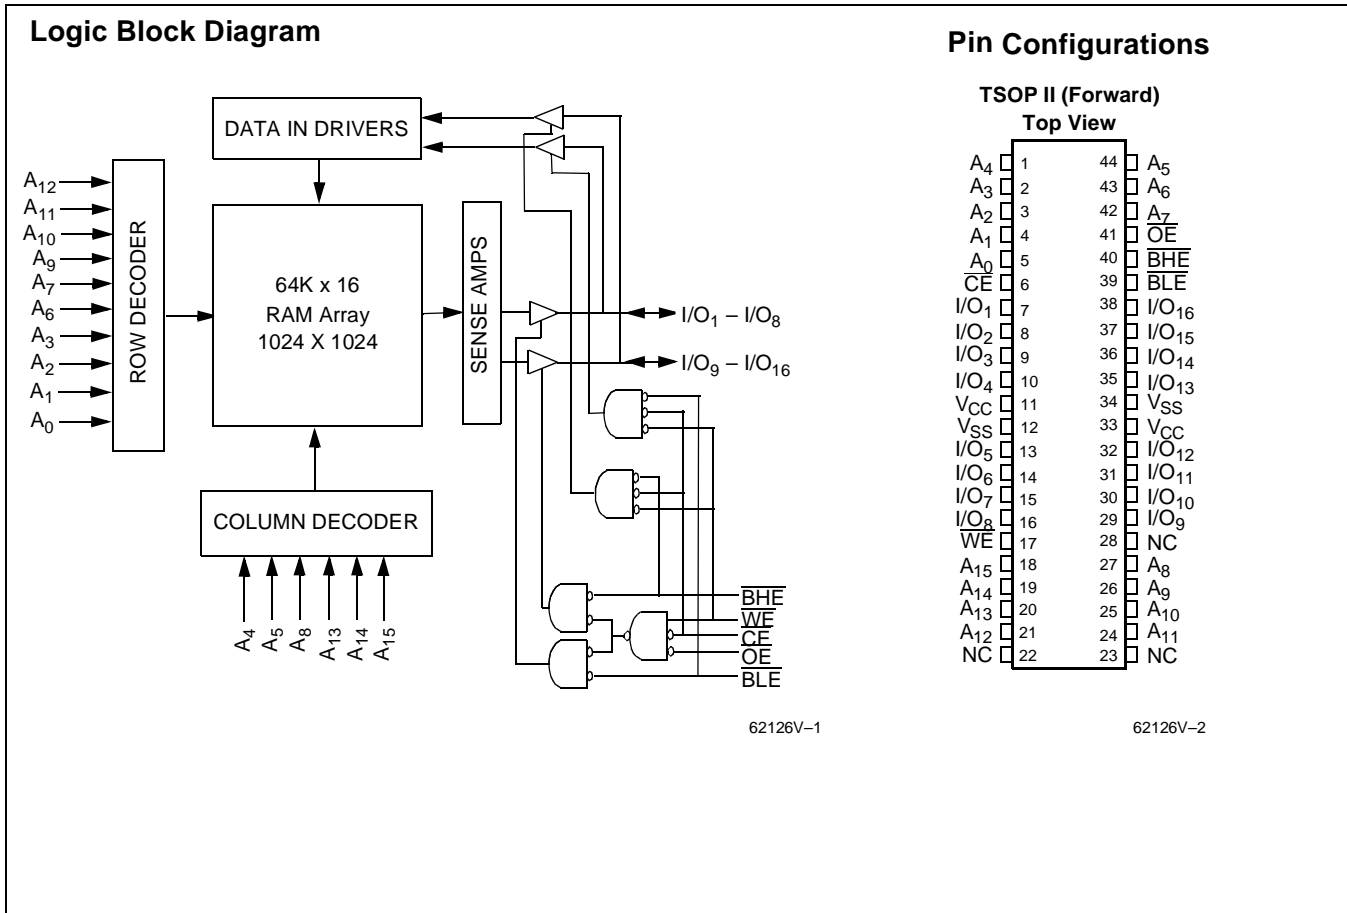 Logic Block Diagram
DATA IN DRIVERS
A12
A11
A10
A9
A7
A6
A3
A2
A1
A0
ROW DECODER
64K x 16
RAM Array
1024 X 1024
SENSE AMPS
I/O1 – I/O8
I/O9 – I/O16
COLUMN DECODER
A4
A5
A8
A13
A14
A15
BHE
WE
CE
OE
BLE
62126V–1
Pin Configurations
TSOP II (Forward)
Top View
A4 1 44 A5
A3 2 43 A6
A2 3 42 A7
A1 4 41 OE
A0 5 40 BHE
CE 6 39 BLE
I/O1 7 38 I/O16
I/O2 8 37 I/O15
I/O3 9 36 I/O14
I/O4 10 35 I/O13
VCC 11 34 VSS
VSS 12 33 VCC
I/O5 13 32 I/O12
I/O6 14 31 I/O11
I/O7 15 30 I/O10
I/O8 16 29 I/O9
WE 17 28 NC
A15 18 27 A8
A14 19 26 A9
A13 20 25 A10
A12 21 24 A11
NC 22 23 NC
62126V–2